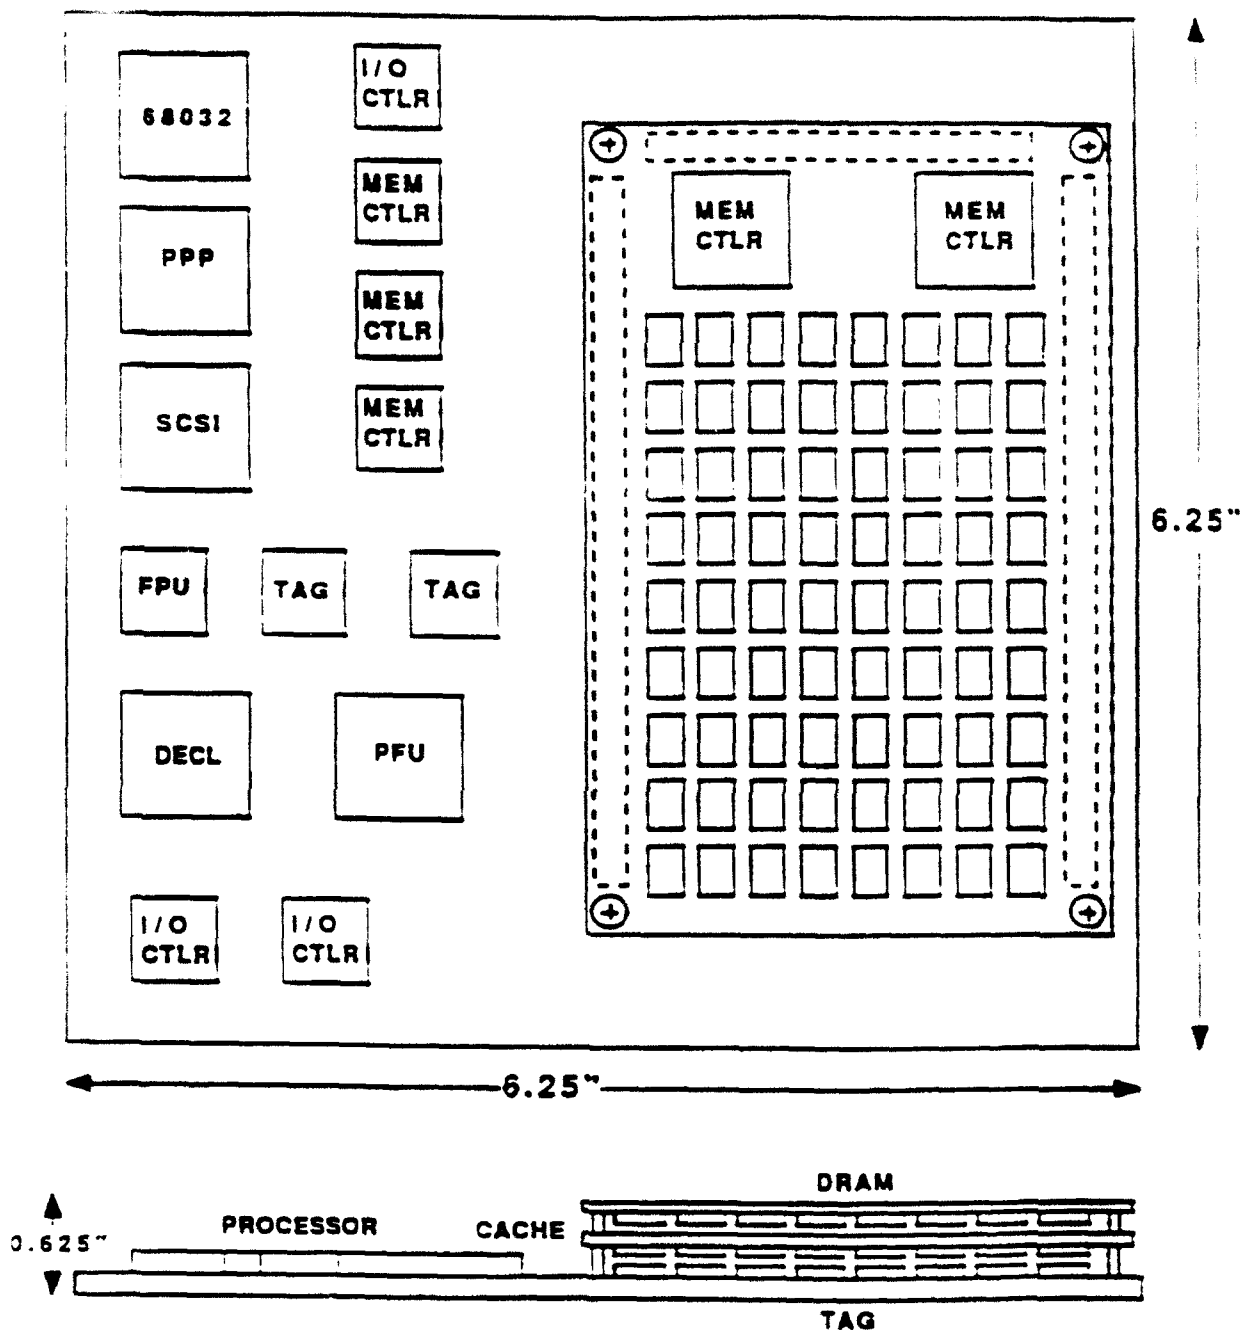 68032
I/O
CTLR
MEM
CTLR
PPP
MEM
CTLR
SCSI
MEM
CTLR
MEM
CTLR
MEM
CTLR
6.25"
FPU
TAG
TAG
DECL
PFU
I/O
CTLR
I/O
CTLR
6.25"
DRAM
PROCESSOR
CACHE
0.625"
TAG